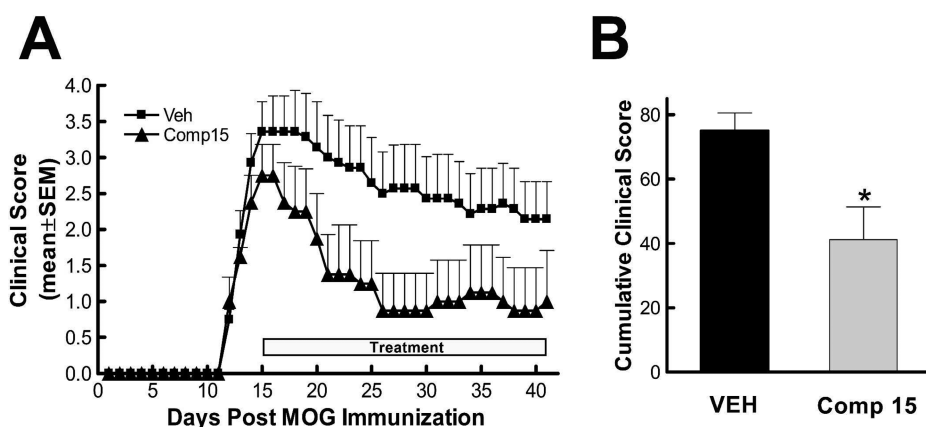 A
Clinical Score
(mean±SEM)
4.0
3.5
3.0
2.5
2.0
1.5
1.0
0.5
0.0
Veh
Comp15
Treatment
0 5 10 15 20 25 30 35 40
Days Post MOG Immunization
B
Cumulative Clinical Score
80
60
40
20
0
*
VEH Comp 15